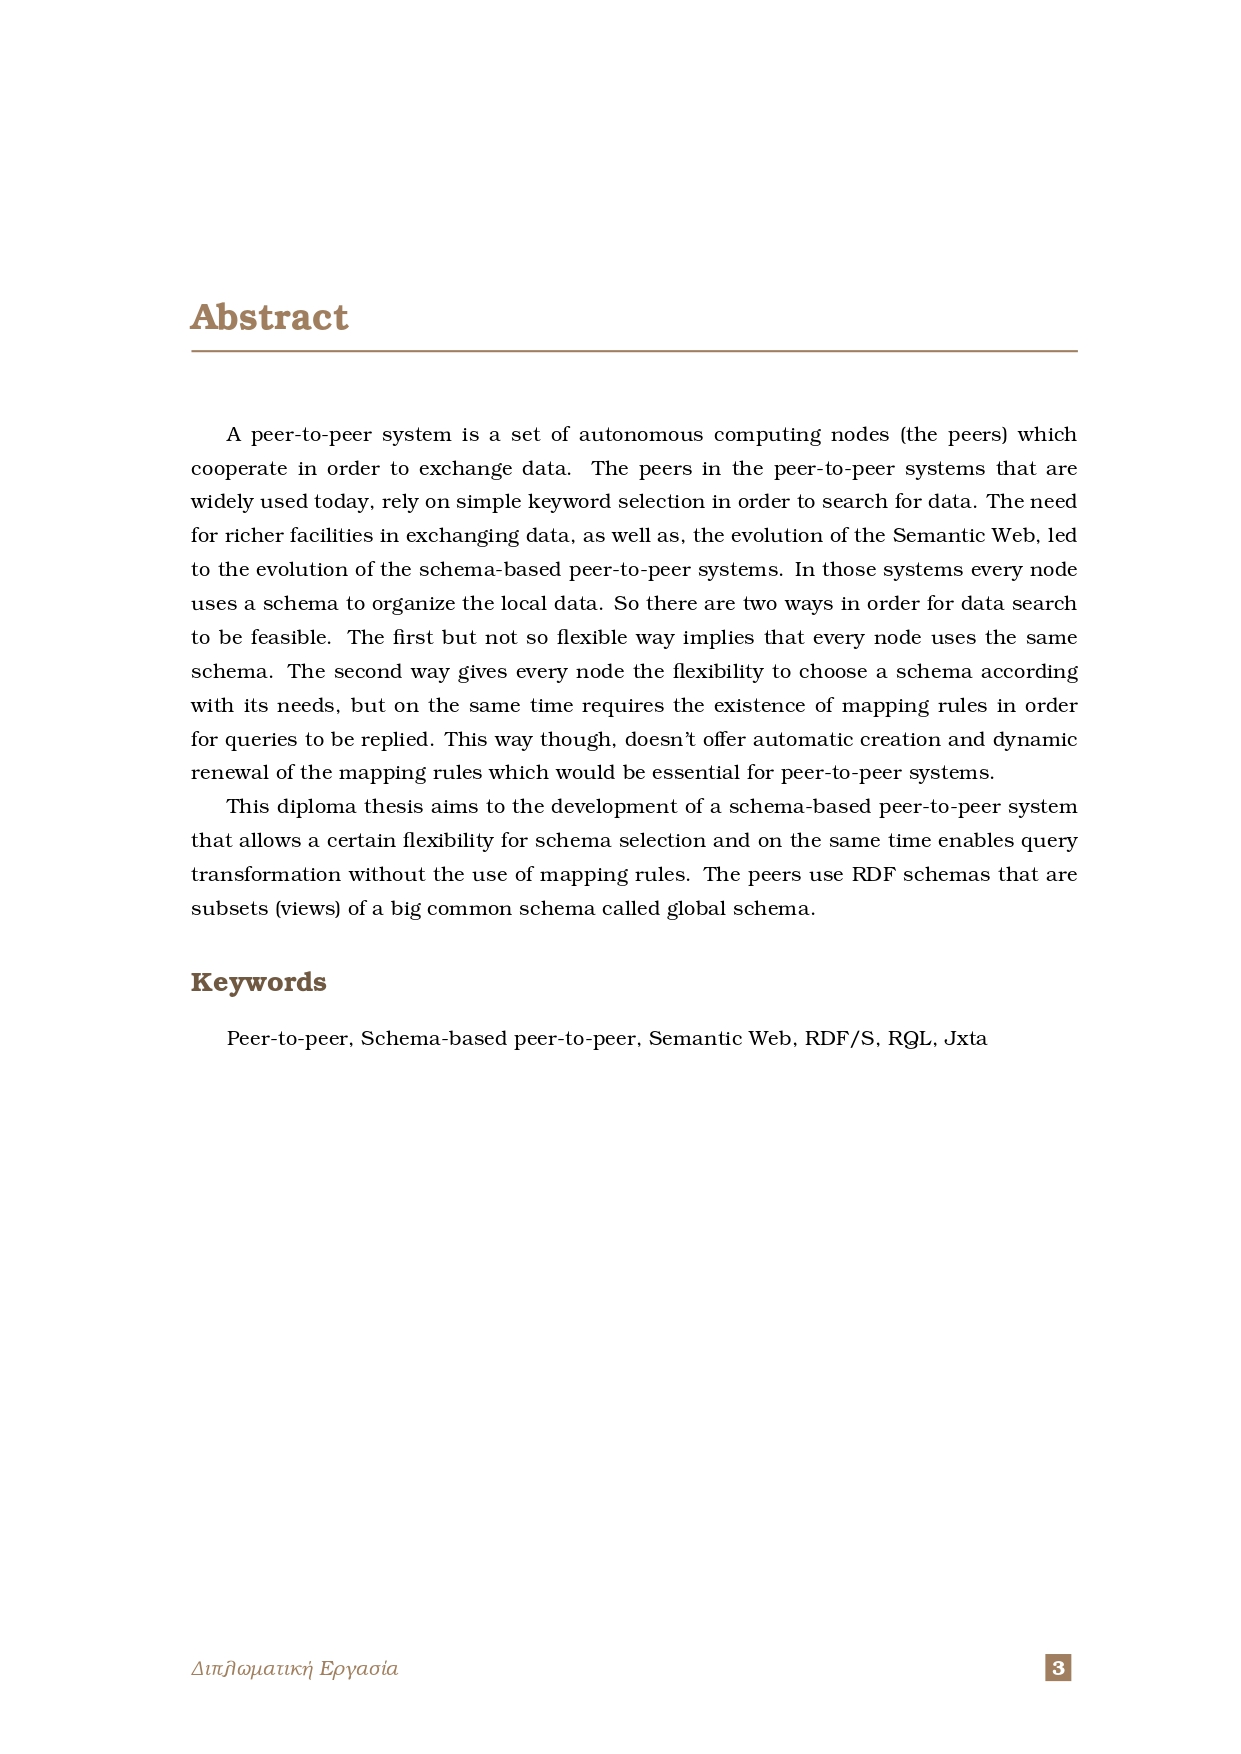 Abstract
A peer-to-peer system is a set of autonomous computing nodes (the peers) which
cooperate in order to exchange data. The peers in the peer-to-peer systems that are
widely used today, rely on simple keyword selection in order to search for data. The need
for richer facilities in exchanging data, as well as, the evolution of the Semantic Web, led
to the evolution of the schema-based peer-to-peer systems. In those systems every node
uses a schema to organize the local data. So there are two ways in order for data search
to be feasible. The first but not so flexible way implies that every node uses the same
schema. The second way gives every node the flexibility to choose a schema according
with its needs, but on the same time requires the existence of mapping rules in order
for queries to be replied. This way though, doesn't offer automatic creation and dynamic
renewal of the mapping rules which would be essential for peer-to-peer systems.
This diploma thesis aims to the development of a schema-based peer-to-peer system
that allows a certain flexibility for schema selection and on the same time enables query
transformation without the use of mapping rules. The peers use RDF schemas that are
subsets (views) of a big common schema called global schema.
Keywords
Peer-to-peer, Schema-based peer-to-peer, Semantic Web, RDF/S, RQL, Jxta
Διπλωματική Εργασία 3